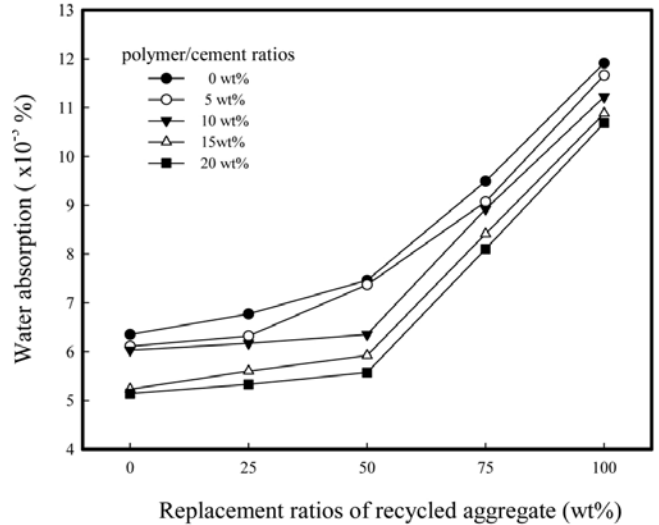 13
12
11
10
9
8
7
6
5
4
Water absorption ( x10⁻³ %)
polymer/cement ratios
0 wt%
5 wt%
10 wt%
15wt%
20 wt%
0 25 50 75 100
Replacement ratios of recycled aggregate (wt%)